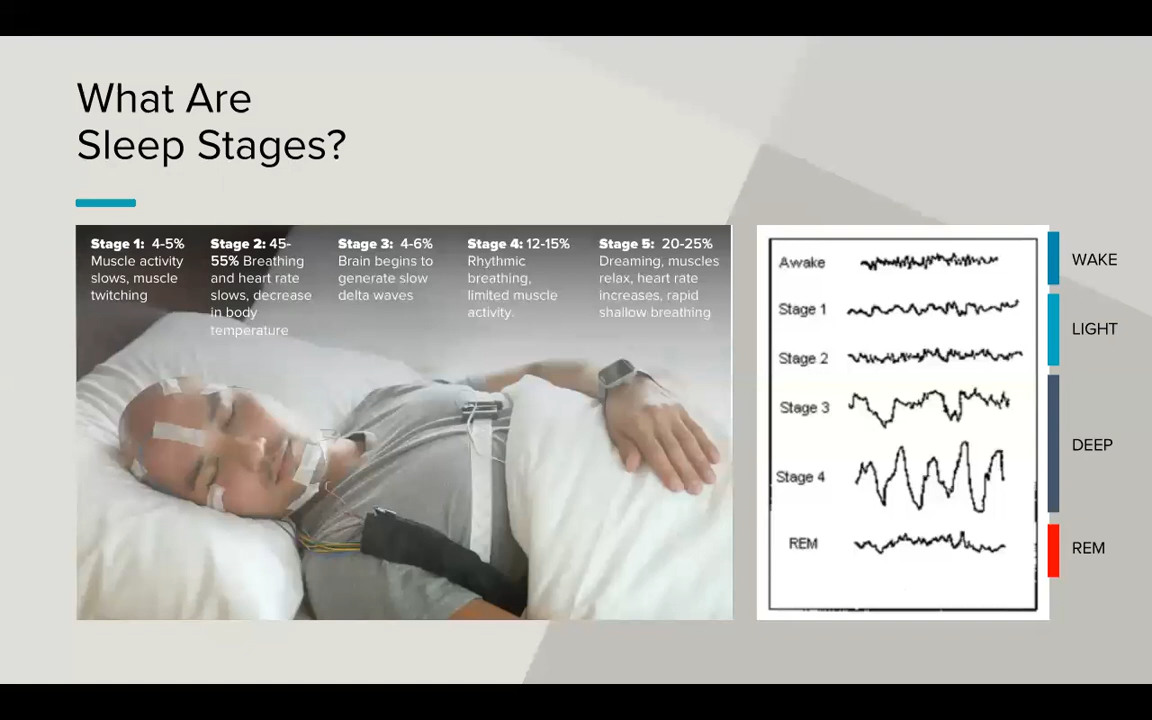 What Are
Sleep Stages?
Stage 1: 4-5%
Muscle activity
slows, muscle
twitching
Stage 2: 45-
55% Breathing
and heart rate
slows, decrease
in body
temperature
Stage 3: 4-6%
Brain begins to
generate slow
delta waves
Stage 4: 12-15%
Rhythmic
breathing,
limited muscle
activity.
Stage 5: 20-25%
Dreaming, muscles
relax, heart rate
increases, rapid
shallow breathing
Awake
Stage 1
Stage 2
Stage 3
Stage 4
REM
WAKE
LIGHT
DEEP
REM